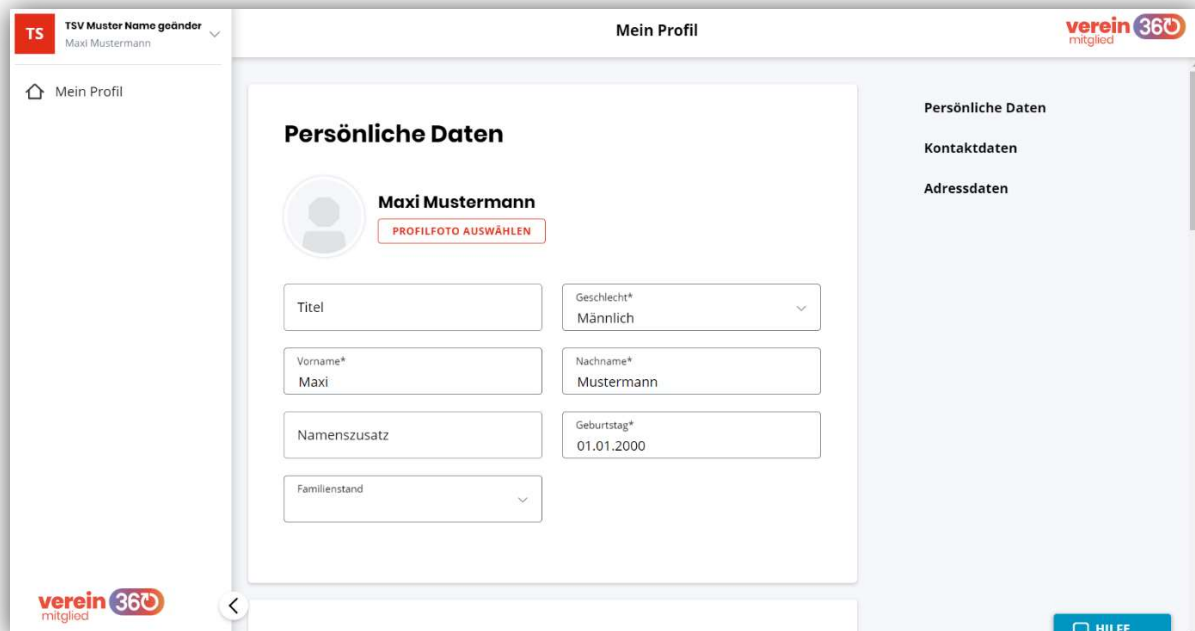 TS
TSV Muster Name geänder
Maxi Mustermann
Mein Profil
verein 360
mitglied
Mein Profil
Persönliche Daten
Maxi Mustermann
PROFILFOTO AUSWÄHLEN
Titel
Geschlecht*
Männlich
Vorname*
Maxi
Nachname*
Mustermann
Namenszusatz
Geburtstag*
01.01.2000
Familienstand
Persönliche Daten
Kontaktdaten
Adressdaten
verein 360
mitglied
HILFE